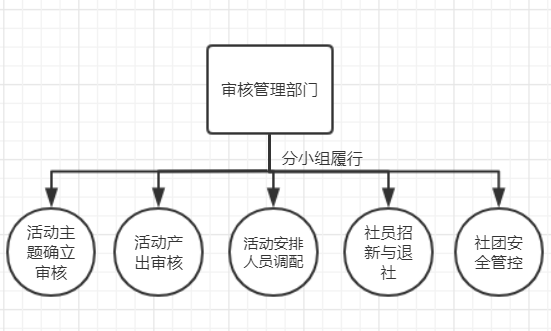 审核管理部门
分小组履行
活动主
题确立
审核
活动产
出审核
活动安排
人员调配
社员招
新与退
社
社团安
全管控